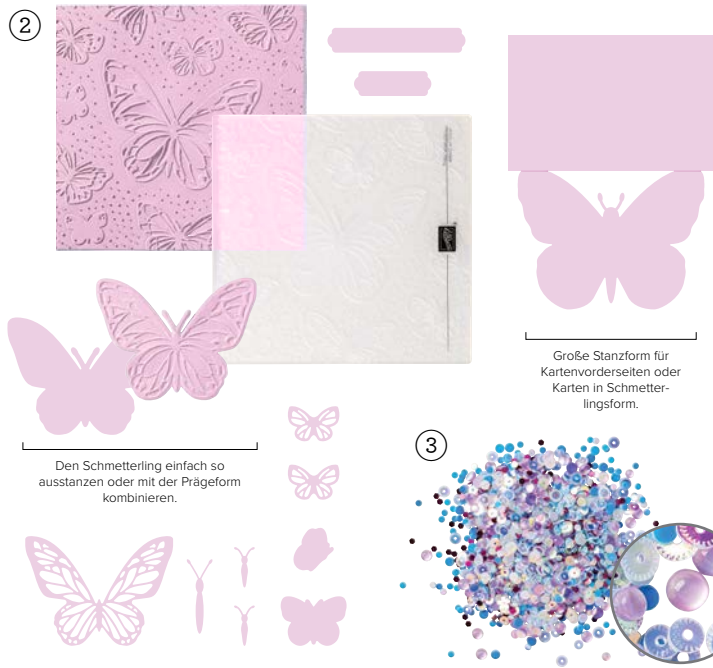 2
Große Stanzform für
Kartenvorderseiten oder
Karten in Schmetter-
lingsform.
3
Den Schmetterling einfach so
ausstanzen oder mit der Prägeform
kombinieren.